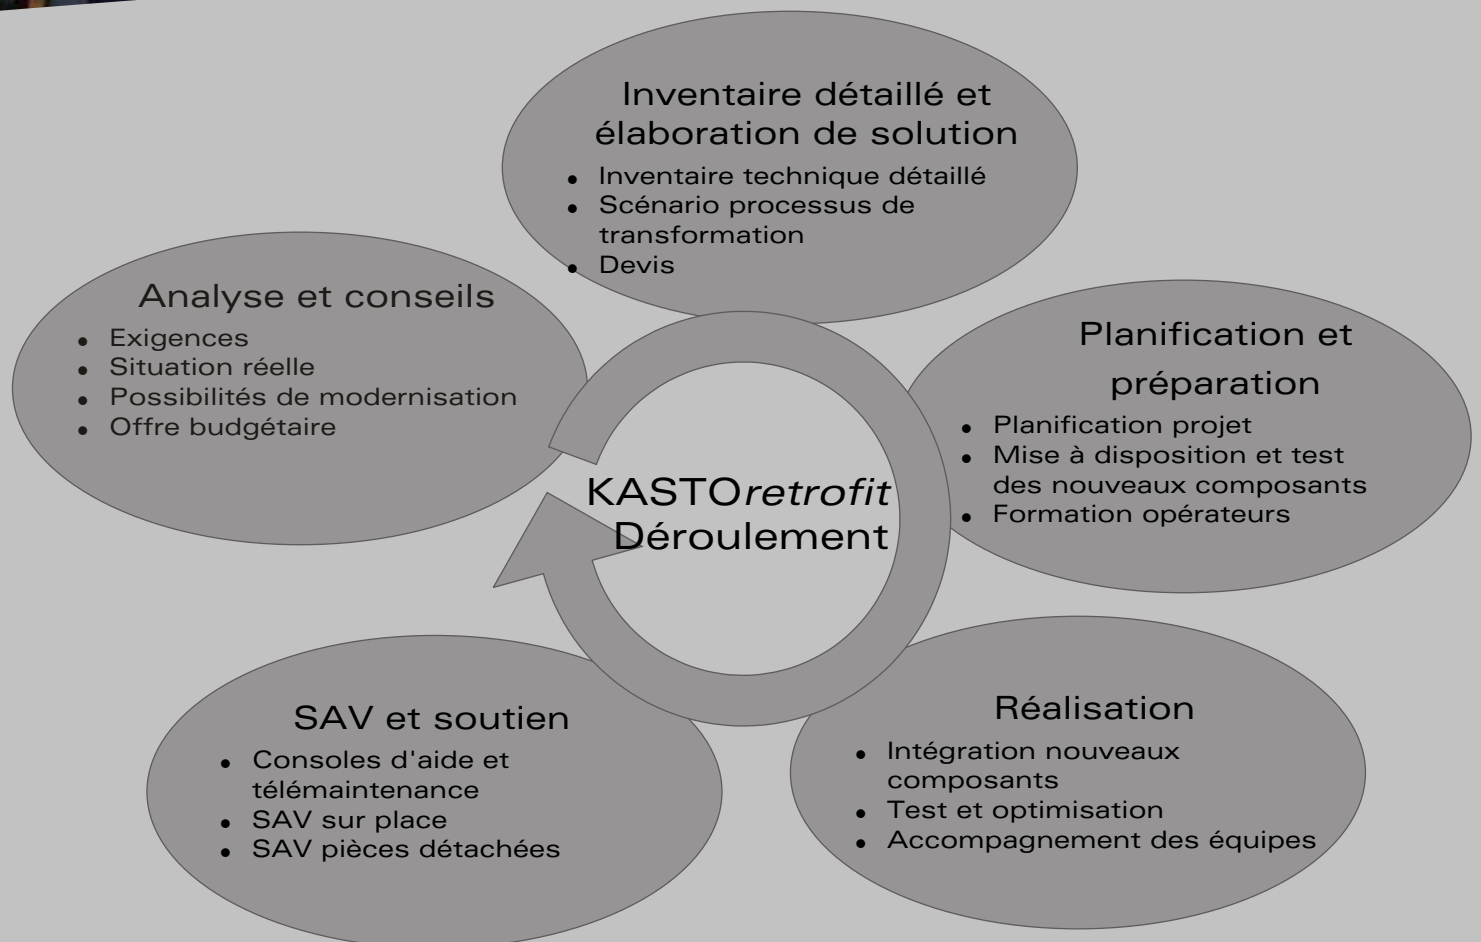 Inventaire détaillé et
élaboration de solution
• Inventaire technique détaillé
• Scénario processus de
transformation
• Devis
Analyse et conseils
• Exigences
• Situation réelle
• Possibilités de modernisation
• Offre budgétaire
Planification et
préparation
• Planification projet
• Mise à disposition et test
des nouveaux composants
• Formation opérateurs
KASTOretrofit
Déroulement
Réalisation
• Intégration nouveaux
composants
• Test et optimisation
• Accompagnement des équipes
SAV et soutien
• Consoles d'aide et
télémaintenance
• SAV sur place
• SAV pièces détachées